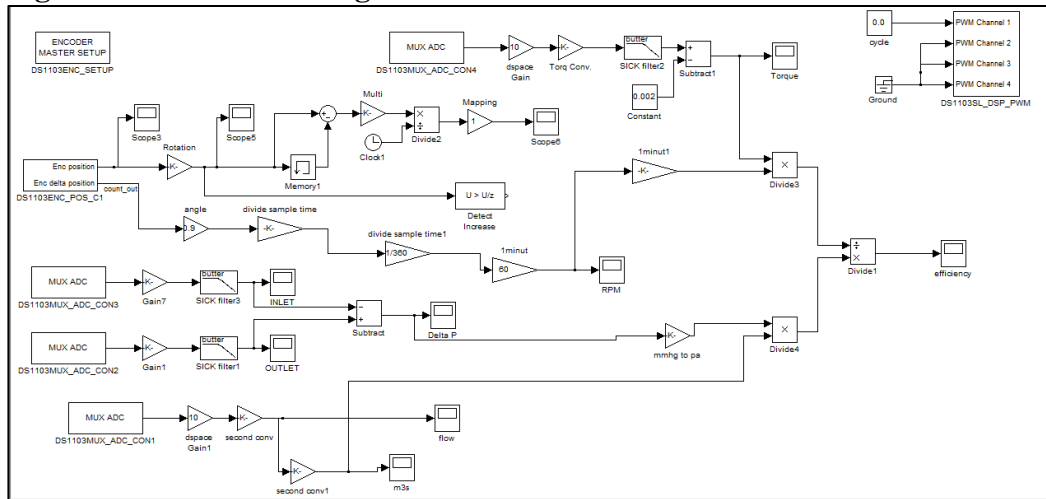 ENCODER
MASTER SETUP
DS1103ENC_SETUP
MUX ADC
DS1103MUX_ADC_CON4
10
dspace
Gain
-K-
Torq Conv.
butter
SICK filter2
+
−
Subtract1
0.002
Constant
Torque
0.0
cycle
Ground
PWM Channel 1
PWM Channel 2
PWM Channel 3
PWM Channel 4
DS1103SL_DSP_PWM
Scope3
Scope5
Multi
-K-
×
÷
Divide2
Clock1
Mapping
1
Scope6
Enc position
Enc delta position
DS1103ENC_POS_C1
count_out
Rotation
-K-
Memory1
U > U/z
Detect
Increase
1minut1
-K-
×
Divide3
angle
0.9
divide sample time
-K-
divide sample time1
1/360
1minut
60
RPM
÷
×
Divide1
efficiency
MUX ADC
DS1103MUX_ADC_CON3
-K-
Gain7
butter
SICK filter3
INLET
−
+
Subtract
Delta P
MUX ADC
DS1103MUX_ADC_CON2
-K-
Gain1
butter
SICK filter1
OUTLET
-K-
mmhg to pa
×
Divide4
MUX ADC
DS1103MUX_ADC_CON1
10
dspace
Gain1
-K-
second conv
flow
-K-
second conv1
m3s